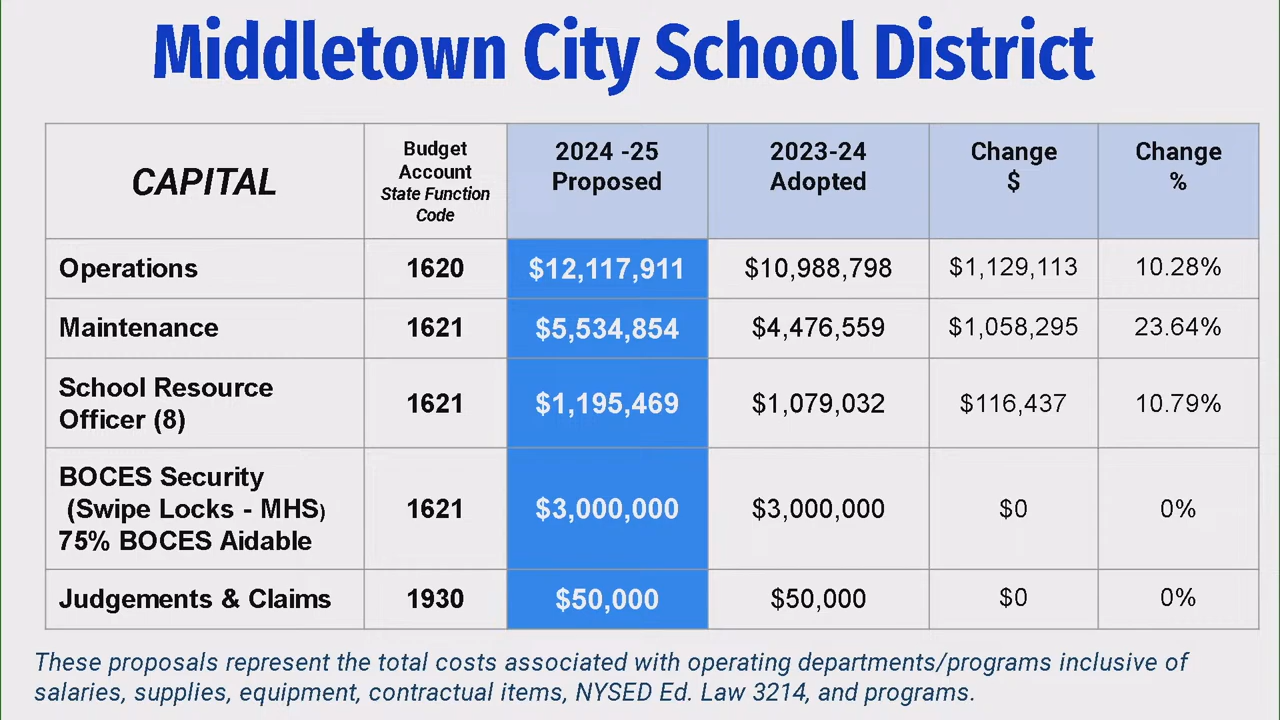 Middletown City School District
CAPITAL
Budget
Account
State Function
Code
2024 -25
Proposed
2023-24
Adopted
Change
$
Change
%
Operations
1620
$12,117,911
$10,988,798
$1,129,113
10.28%
Maintenance
1621
$5,534,854
$4,476,559
$1,058,295
23.64%
School Resource
Officer (8)
1621
$1,195,469
$1,079,032
$116,437
10.79%
BOCES Security
(Swipe Locks - MHS)
75% BOCES Aidable
1621
$3,000,000
$3,000,000
$0
0%
Judgements & Claims
1930
$50,000
$50,000
$0
0%
These proposals represent the total costs associated with operating departments/programs inclusive of
salaries, supplies, equipment, contractual items, NYSED Ed. Law 3214, and programs.